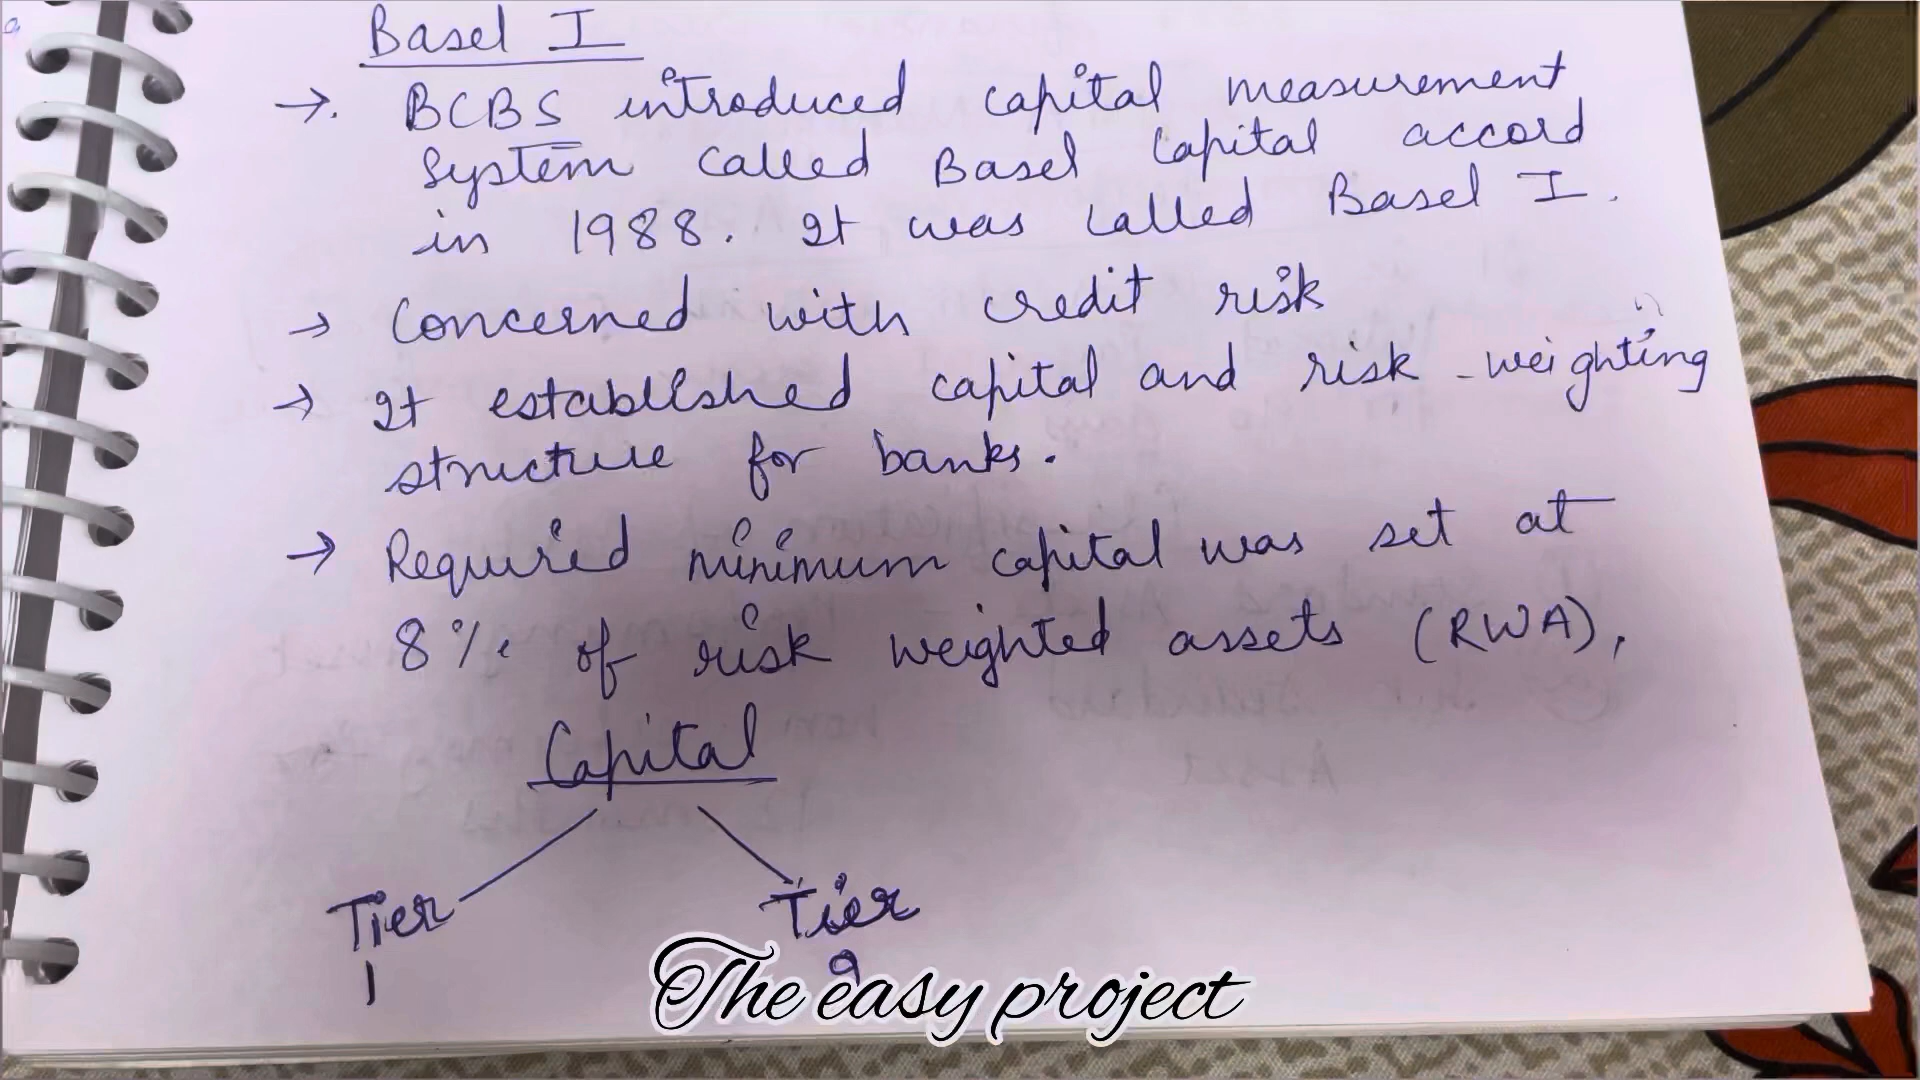 Basel I
→. BCBS introduced capital measurement
System called Basel Capital accord
in 1988. It was called Basel I.
→ Concerned with credit risk
→ It established capital and risk-weighting
structure for banks.
→ Required minimum capital was set at
8% of risk weighted assets (RWA).
Capital
Tier Tier
1 2
The easy project